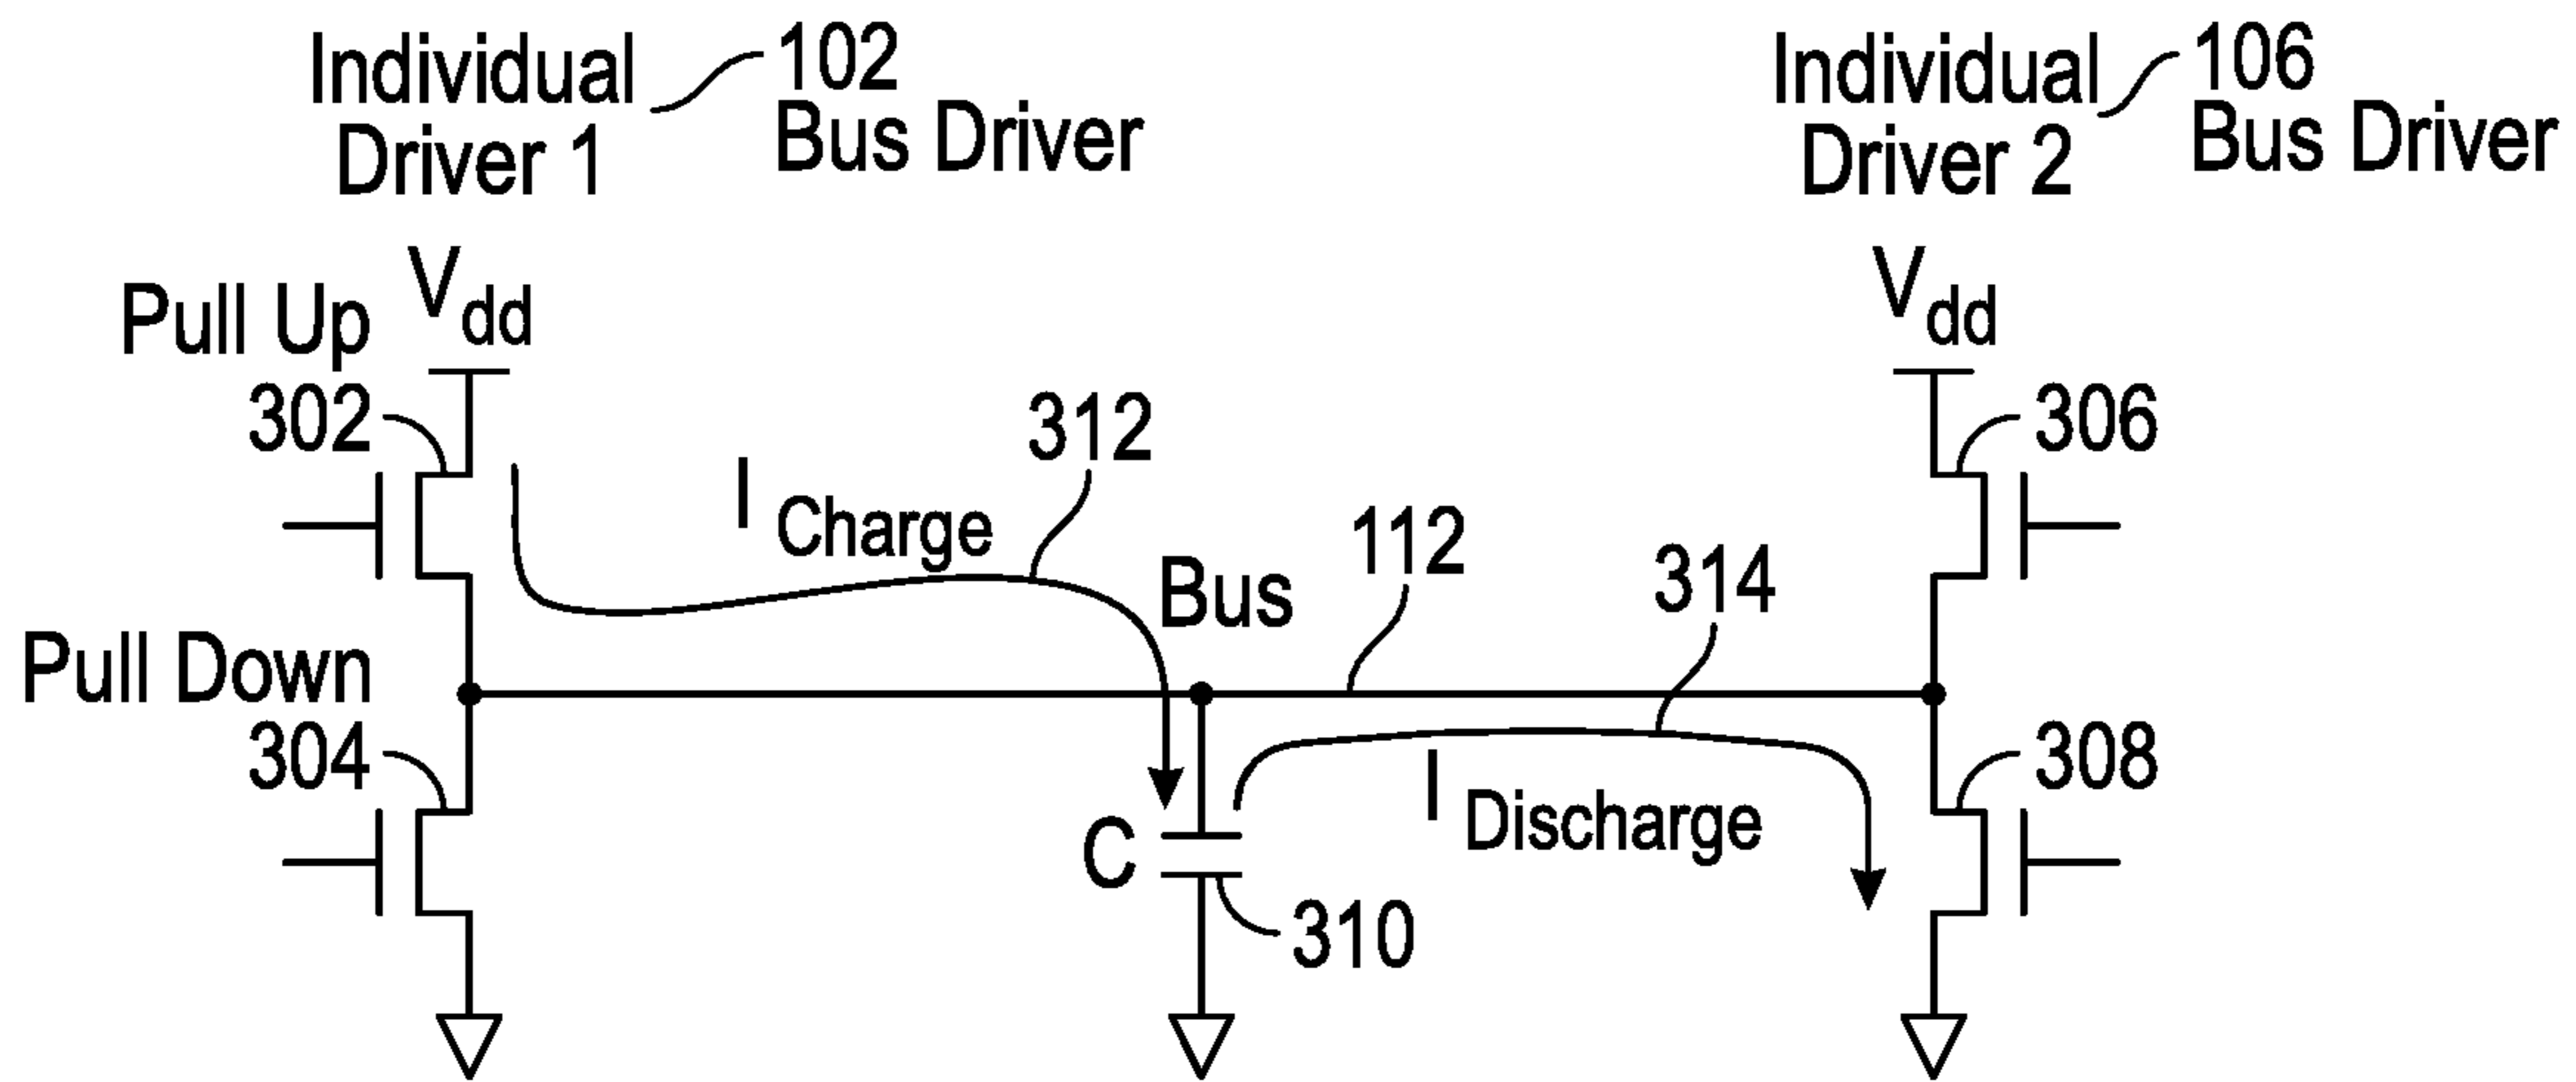 Individual
Driver 1
102
Bus Driver
Individual
Driver 2
106
Bus Driver
Pull Up
302
Vdd
Vdd
306
312
I Charge
Bus
112
314
Pull Down
304
308
I Discharge
C
310